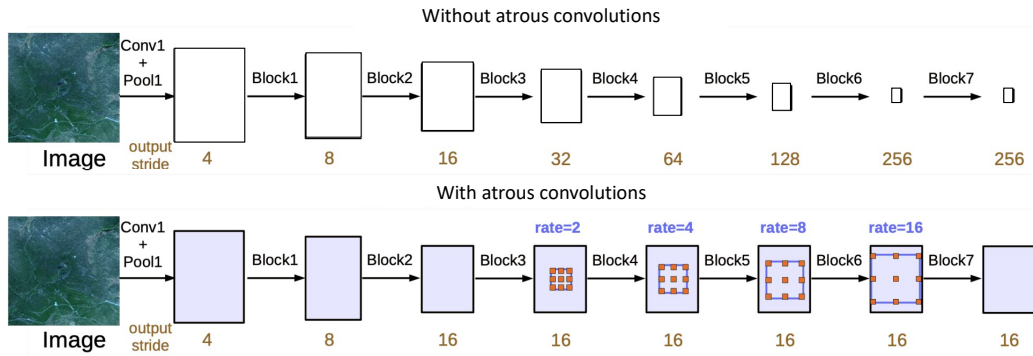 Without atrous convolutions
Conv1
+
Pool1
Block1
Block2
Block3
Block4
Block5
Block6
Block7
Image
output
stride
4
8
16
32
64
128
256
256
With atrous convolutions
rate=2
rate=4
rate=8
rate=16
Conv1
+
Pool1
Block1
Block2
Block3
Block4
Block5
Block6
Block7
Image
output
stride
4
8
16
16
16
16
16
16